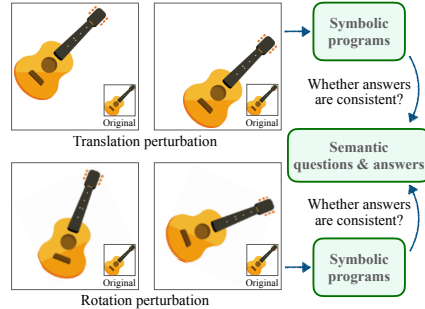 Symbolic
programs
Original
Original
Translation perturbation
Whether answers
are consistent?
Semantic
questions & answers
Whether answers
are consistent?
Original
Original
Rotation perturbation
Symbolic
programs